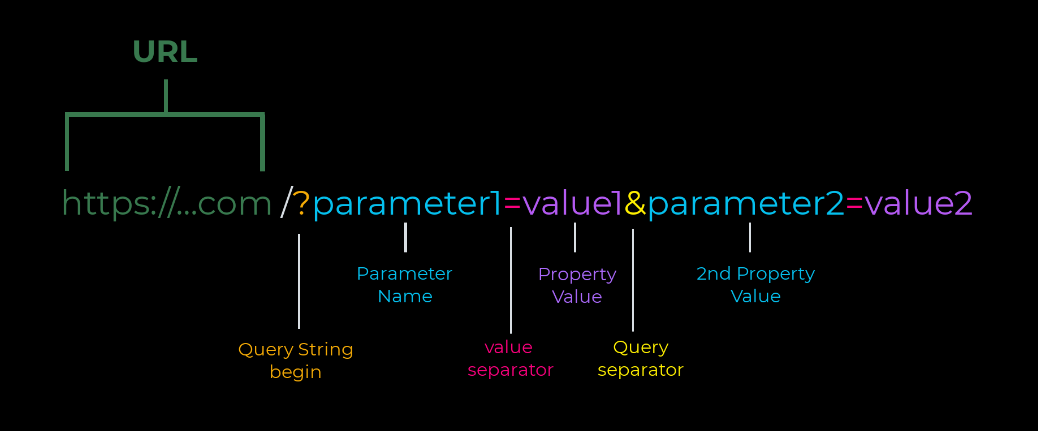 URL
https://...com /?parameter1=value1&parameter2=value2
Parameter
Name
Property
Value
2nd Property
Value
Query String
begin
value
separator
Query
separator